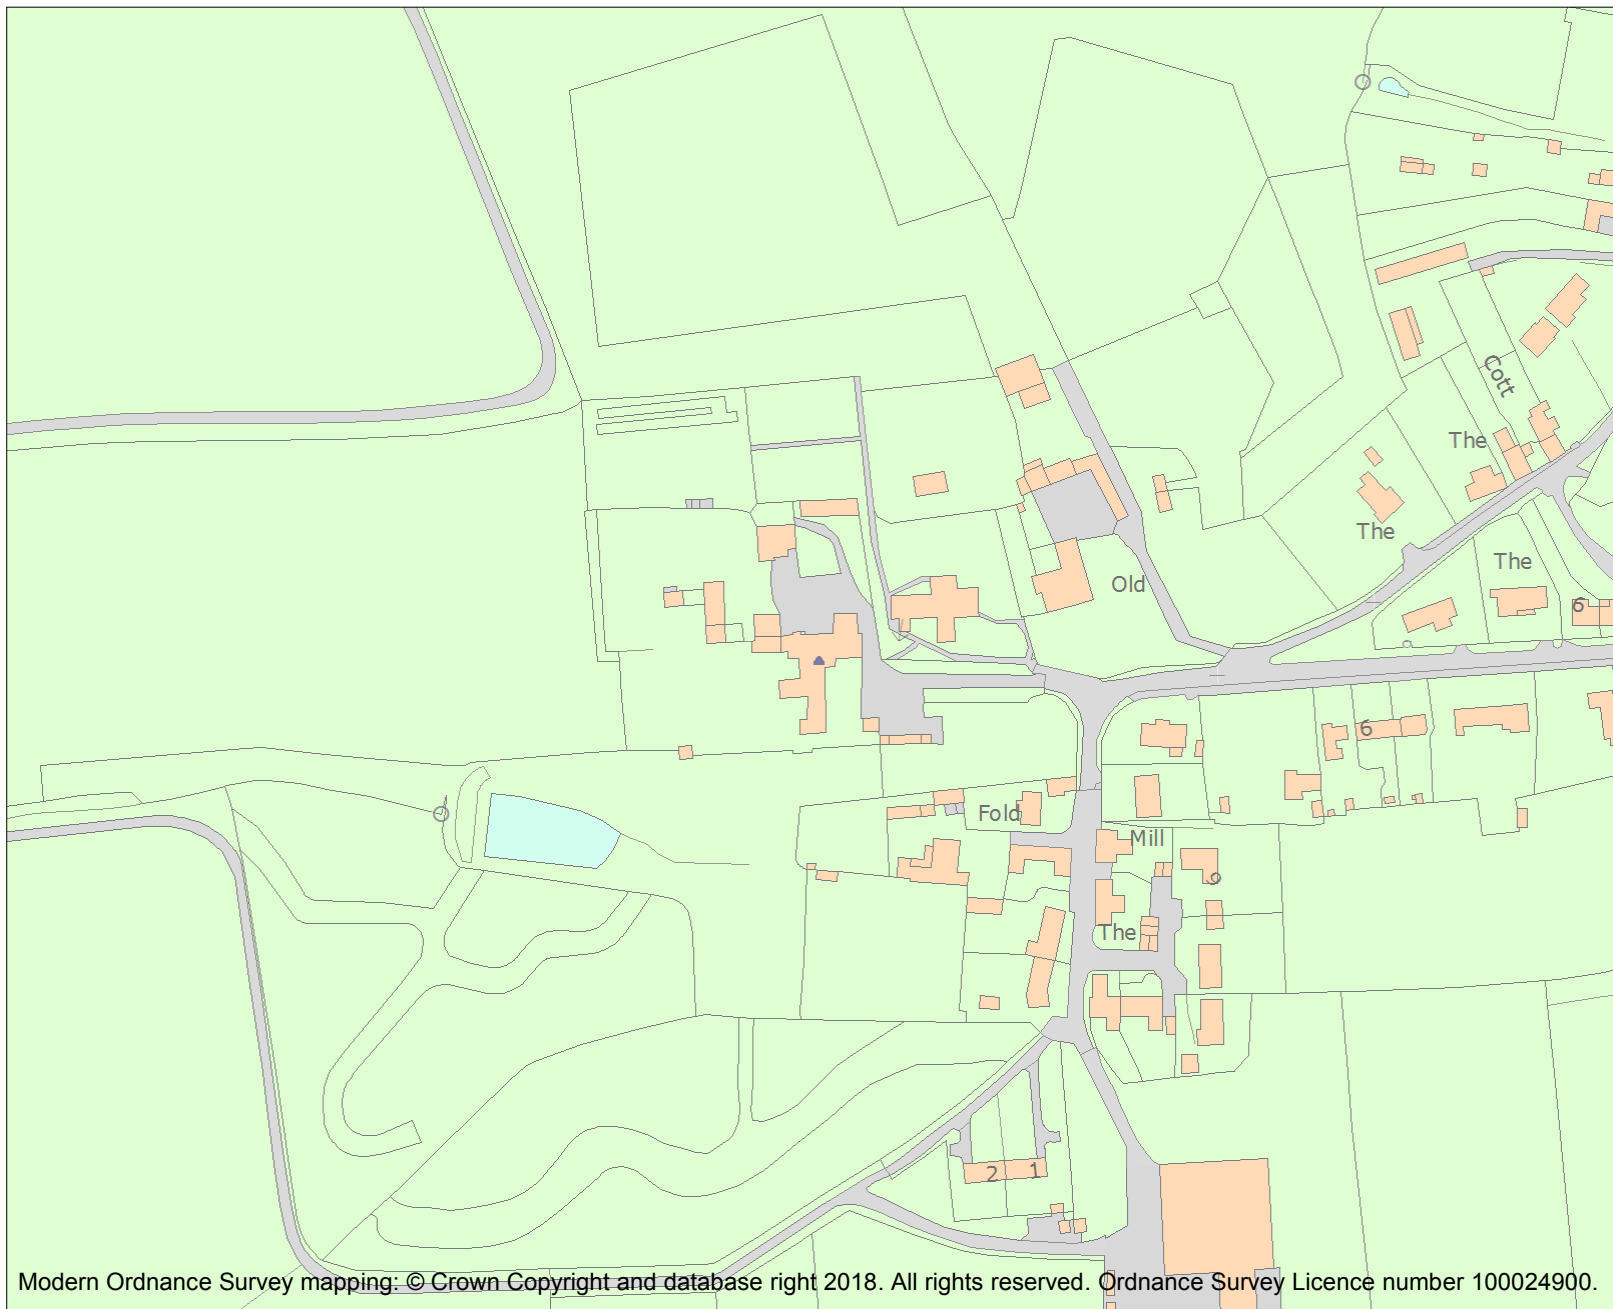 Cott
The
The
The
Old
6
6
Fold
Mill
9
The
2 1
Modern Ordnance Survey mapping: © Crown Copyright and database right 2018. All rights reserved. Ordnance Survey Licence number 100024900.